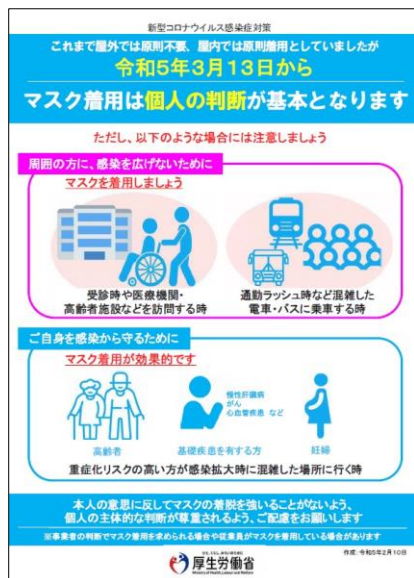 新型コロナウイルス感染症対策
これまで屋外では原則不要、屋内では原則着用としていましたが
令和5年3月13日から
マスク着用は個人の判断が基本となります
ただし、以下のような場合には注意しましょう
周囲の方に、感染を広げないために
マスクを着用しましょう
受診時や医療機関・
高齢者施設などを訪問する時
通勤ラッシュ時など混雑した
電車・バスに乗車する時
ご自身を感染から守るために
マスク着用が効果的です
慢性肝臓病
がん
心血管疾患 など
高齢者
基礎疾患を有する方
妊婦
重症化リスクの高い方が感染拡大時に混雑した場所に行く時
本人の意思に反してマスクの着脱を強いることがないよう、
個人の主体的な判断が尊重されるよう、ご配慮をお願いします
※事業者の判断でマスク着用を求められる場合や従業員がマスクを着用している場合があります
作成:令和5年2月10日
ひと、くらし、みらいのために
厚生労働省
Ministry of Health, Labour and Welfare